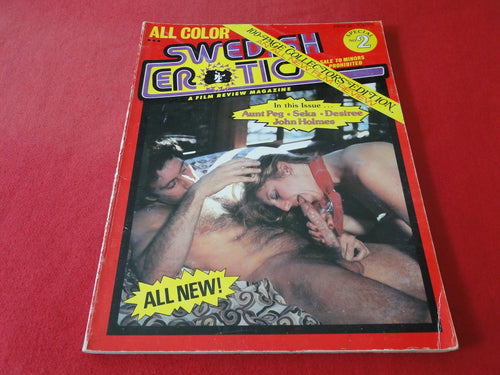 ALL COLOR
SWEDISH
EROTIC
A FILM REVIEW MAGAZINE
100-PAGE COLLECTORS' EDITION
SPECIAL
2
SALE TO MINORS
PROHIBITED
In this Issue...
Aunt Peg • Seka • Desiree
John Holmes
ALL NEW!